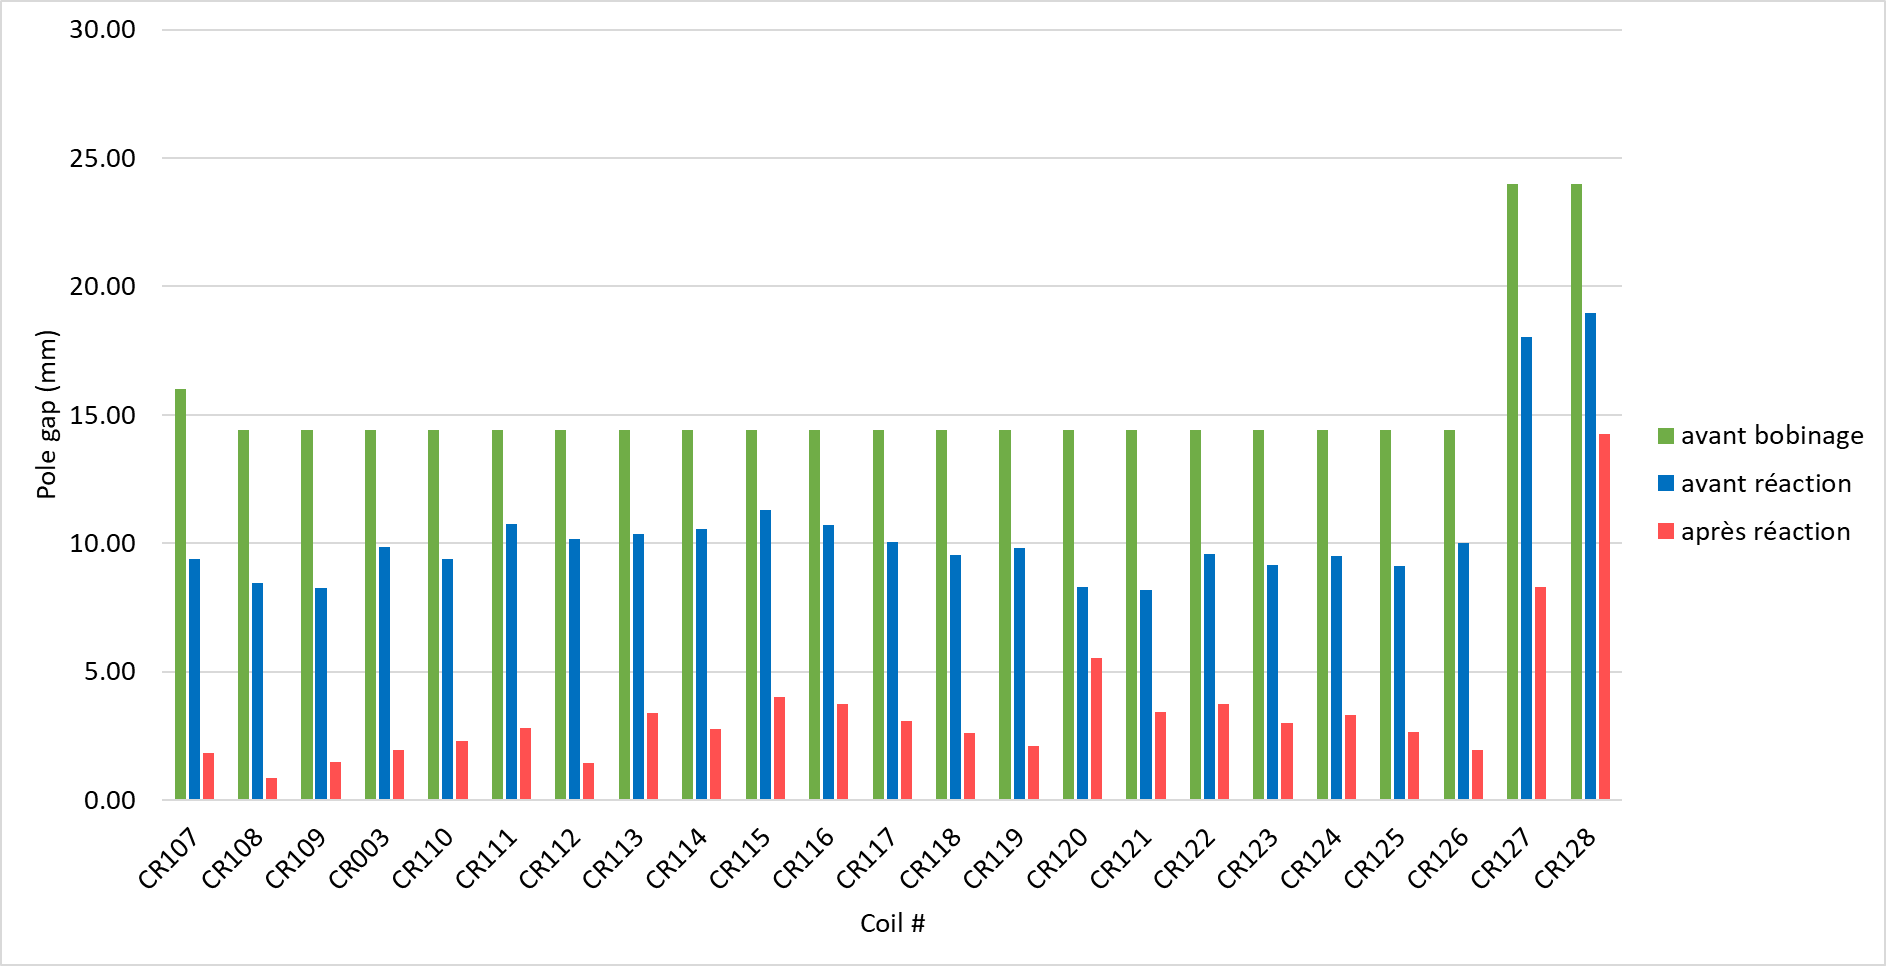 30.00
25.00
20.00
15.00
10.00
5.00
0.00
Pole gap (mm)
CR107
CR108
CR109
CR003
CR110
CR111
CR112
CR113
CR114
CR115
CR116
CR117
CR118
CR119
CR120
CR121
CR122
CR123
CR124
CR125
CR126
CR127
CR128
Coil #
avant bobinage
avant réaction
après réaction